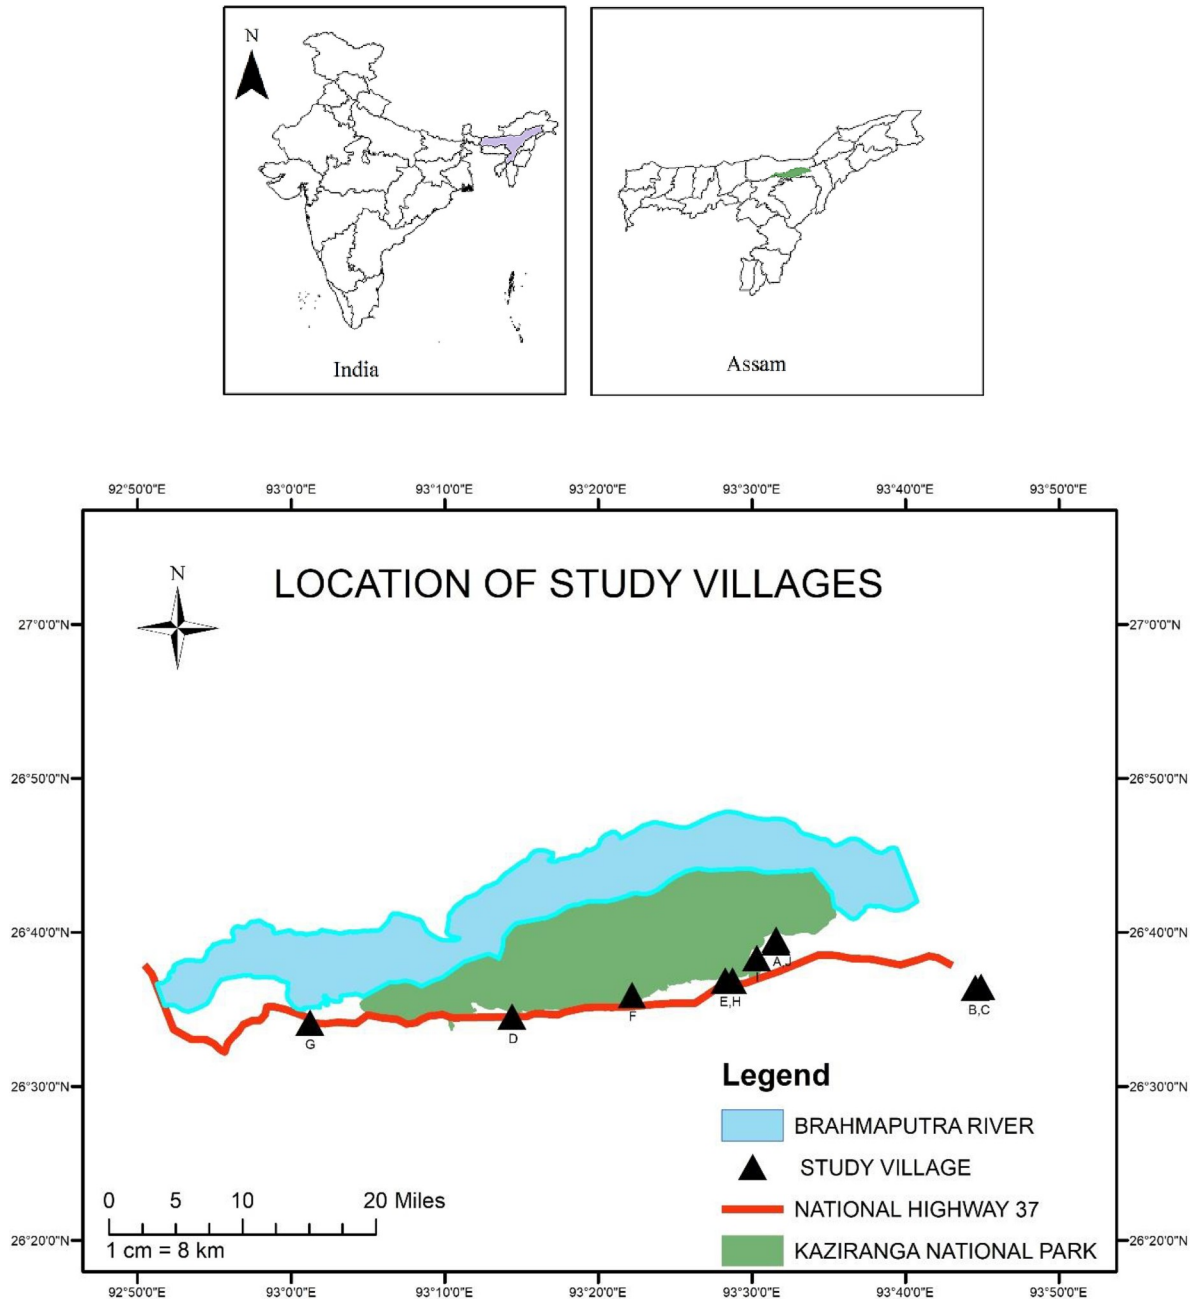 N
India
Assam
92°50'0"E 93°0'0"E 93°10'0"E 93°20'0"E 93°30'0"E 93°40'0"E 93°50'0"E
N
LOCATION OF STUDY VILLAGES
27°0'0"N 27°0'0"N
26°50'0"N 26°50'0"N
26°40'0"N 26°40'0"N
A,J
I
E,H
B,C
F
D
G
26°30'0"N 26°30'0"N
Legend
BRAHMAPUTRA RIVER
STUDY VILLAGE
NATIONAL HIGHWAY 37
KAZIRANGA NATIONAL PARK
0 5 10 20 Miles
1 cm = 8 km
26°20'0"N 26°20'0"N
92°50'0"E 93°0'0"E 93°10'0"E 93°20'0"E 93°30'0"E 93°40'0"E 93°50'0"E